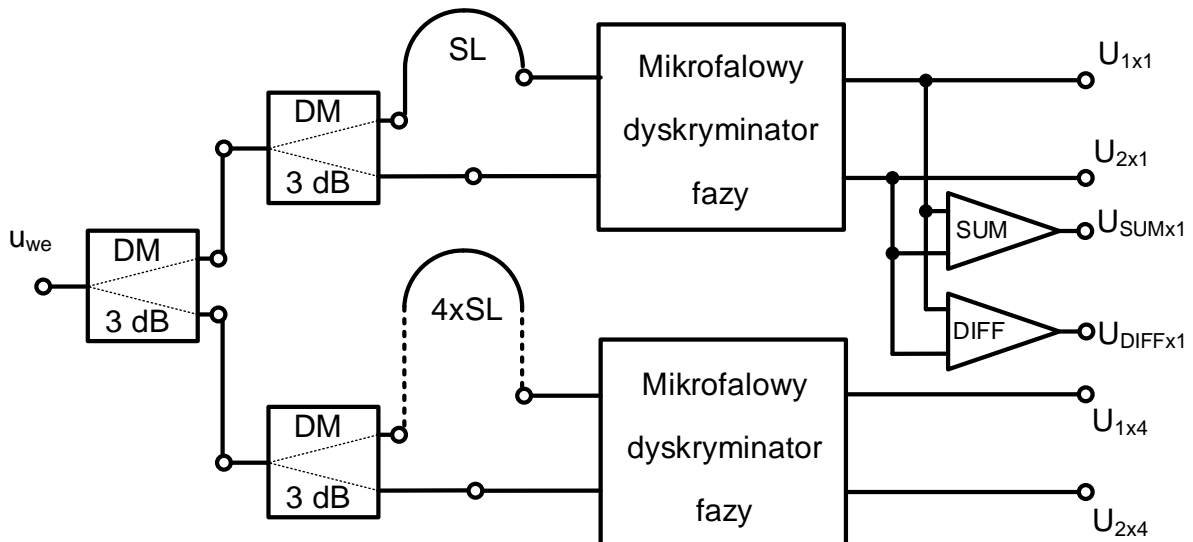 SL
Mikrofalowy
dyskryminator
fazy
DM
3 dB
U1x1
U2x1
uwe
DM
3 dB
SUM
USUMx1
DIFF
UDIFFx1
4xSL
Mikrofalowy
dyskryminator
fazy
DM
3 dB
U1x4
U2x4